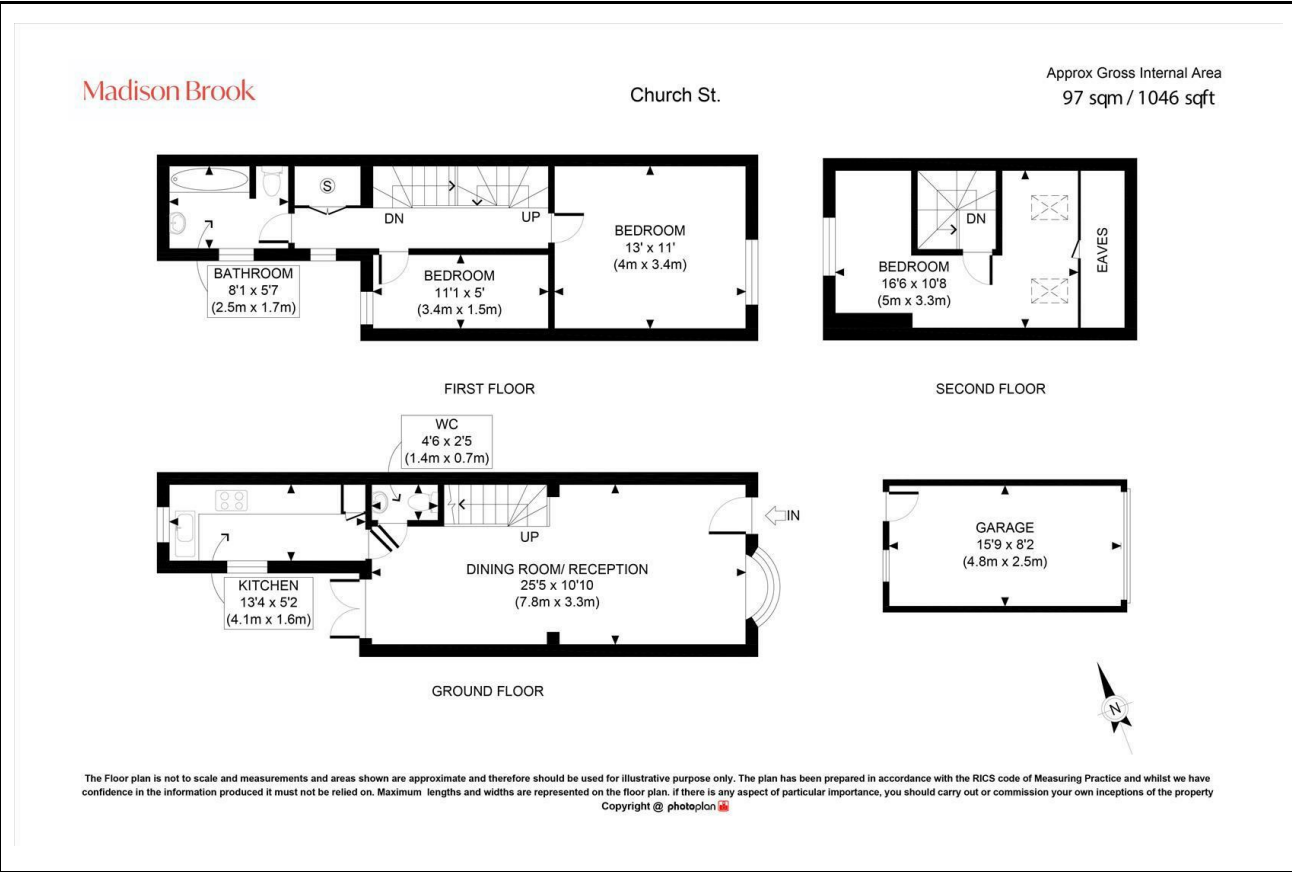 Madison Brook
Church St.
Approx Gross Internal Area
97 sqm / 1046 sqft
S
DN
UP
BEDROOM
13' x 11'
(4m x 3.4m)
BATHROOM
8'1 x 5'7
(2.5m x 1.7m)
BEDROOM
11'1 x 5'
(3.4m x 1.5m)
FIRST FLOOR
DN
BEDROOM
16'6 x 10'8
(5m x 3.3m)
EAVES
SECOND FLOOR
WC
4'6 x 2'5
(1.4m x 0.7m)
IN
UP
DINING ROOM/ RECEPTION
25'5 x 10'10
(7.8m x 3.3m)
KITCHEN
13'4 x 5'2
(4.1m x 1.6m)
GROUND FLOOR
GARAGE
15'9 x 8'2
(4.8m x 2.5m)
N
The Floor plan is not to scale and measurements and areas shown are approximate and therefore should be used for illustrative purpose only. The plan has been prepared in accordance with the RICS code of Measuring Practice and whilst we have
confidence in the information produced it must not be relied on. Maximum lengths and widths are represented on the floor plan. if there is any aspect of particular importance, you should carry out or commission your own inceptions of the property
Copyright @ photoplan